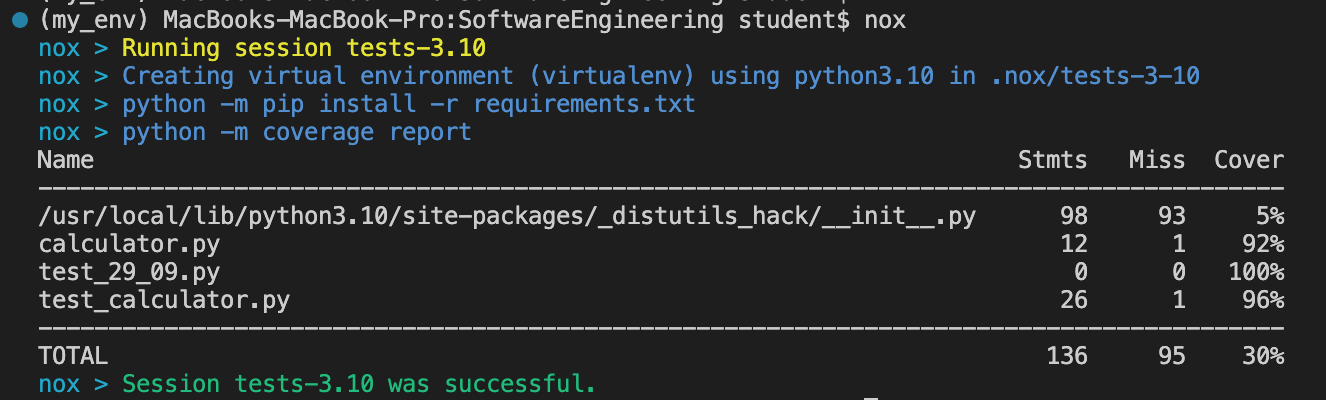 (my_env) MacBooks-MacBook-Pro:SoftwareEngineering student$ nox
nox > Running session tests-3.10
nox > Creating virtual environment (virtualenv) using python3.10 in .nox/tests-3-10
nox > python -m pip install -r requirements.txt
nox > python -m coverage report
Name Stmts Miss Cover
/usr/local/lib/python3.10/site-packages/_distutils_hack/__init__.py 98 93 5%
calculator.py 12 1 92%
test_29_09.py 0 0 100%
test_calculator.py 26 1 96%
TOTAL 136 95 30%
nox > Session tests-3.10 was successful.